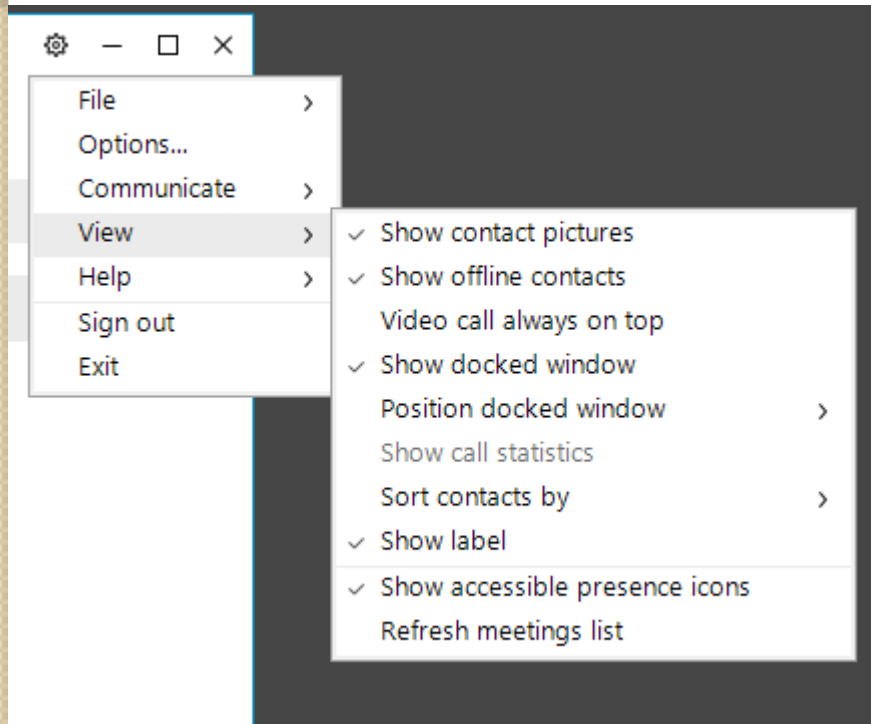 File
Options...
Communicate
View
Help
Sign out
Exit
Show contact pictures
Show offline contacts
Video call always on top
Show docked window
Position docked window
Show call statistics
Sort contacts by
Show label
Show accessible presence icons
Refresh meetings list